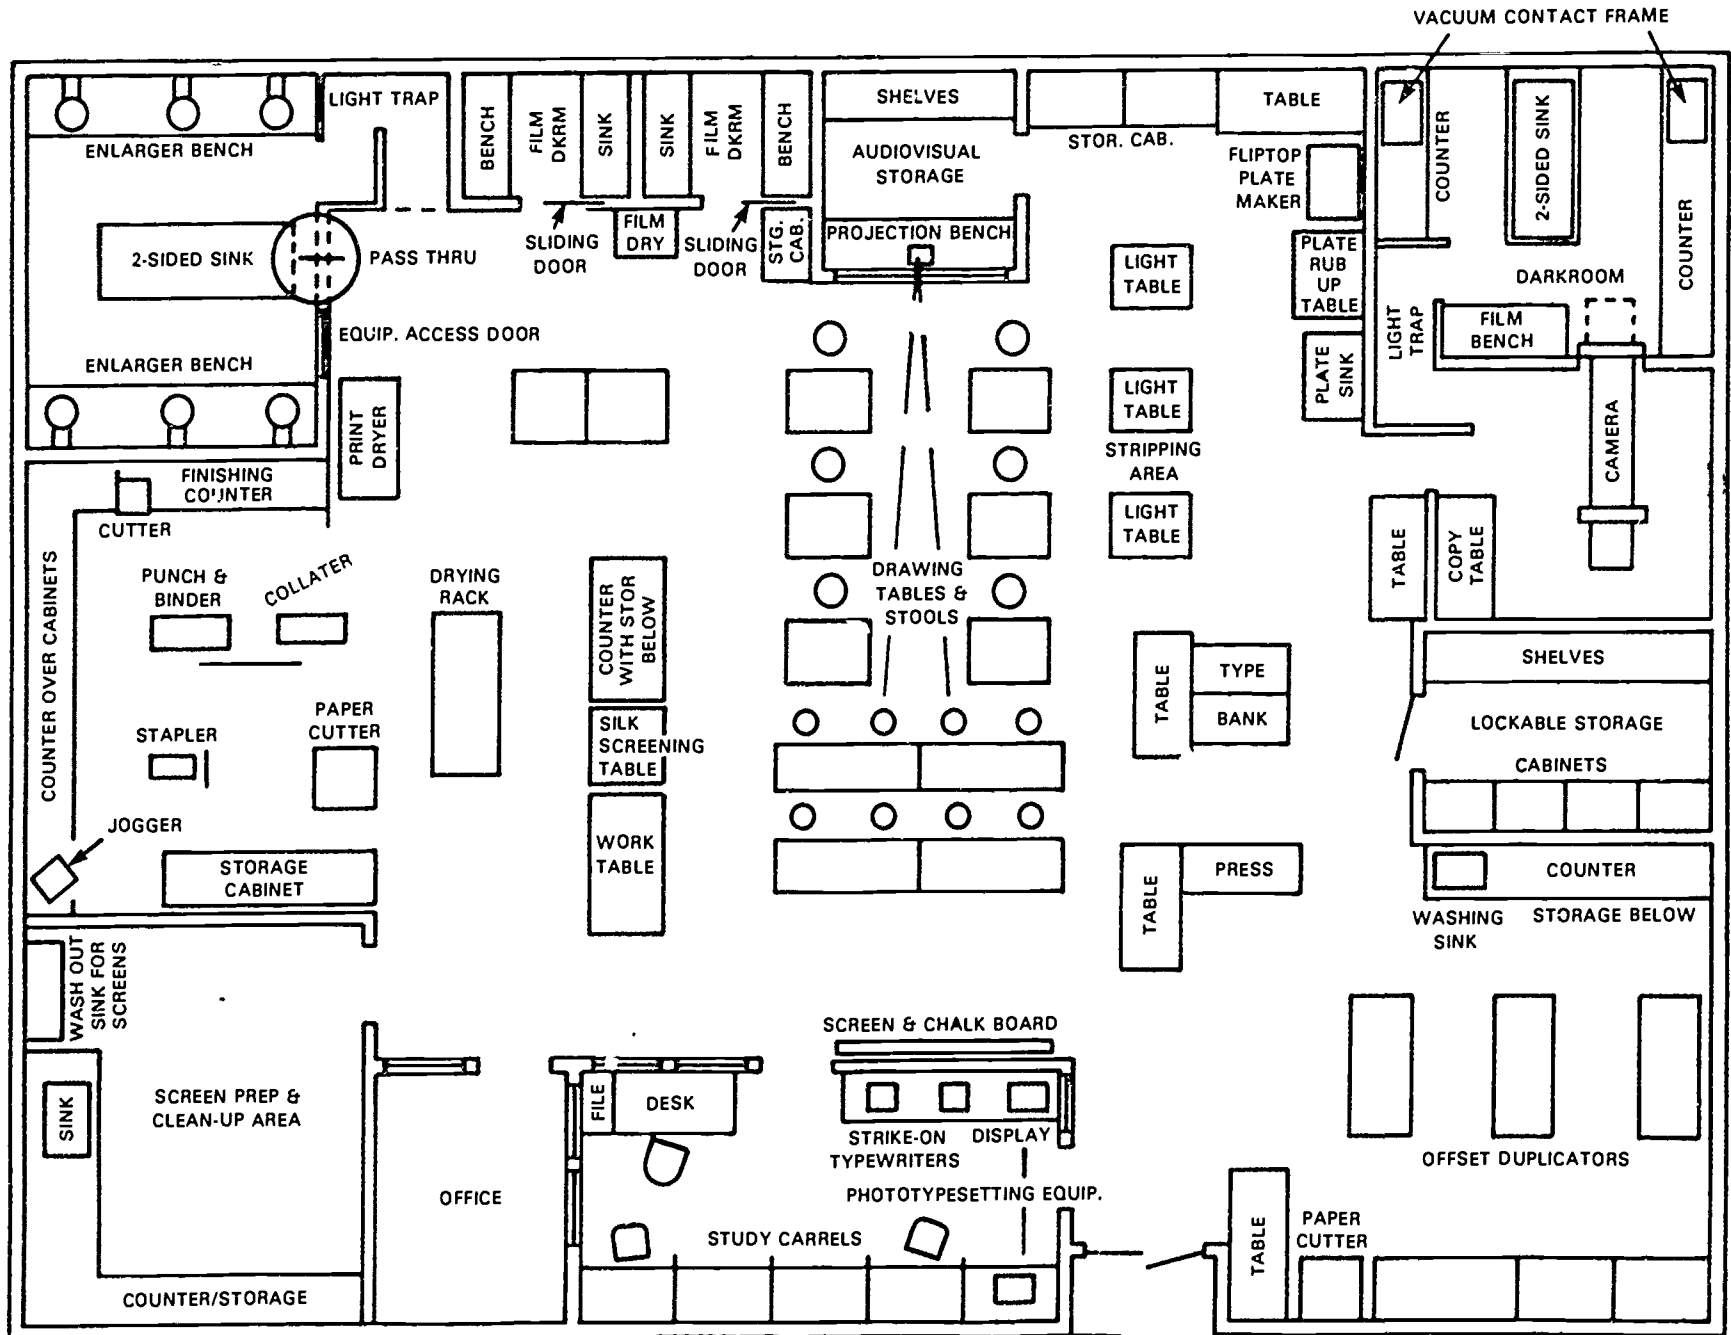 VACUUM CONTACT FRAME
LIGHT TRAP
ENLARGER BENCH
BENCH
FILM
DKRM
SINK
SINK
FILM
DKRM
BENCH
SHELVES
AUDIOVISUAL
STORAGE
PROJECTION BENCH
STOR. CAB.
TABLE
FLIPTOP
PLATE
MAKER
COUNTER
2-SIDED SINK
COUNTER
2-SIDED SINK
PASS THRU
SLIDING
DOOR
FILM
DRY
SLIDING
DOOR
STG.
CAB.
LIGHT
TABLE
PLATE
RUB
UP
TABLE
DARKROOM
LIGHT
TRAP
FILM
BENCH
EQUIP. ACCESS DOOR
ENLARGER BENCH
PRINT
DRYER
LIGHT
TABLE
PLATE
SINK
CAMERA
STRIPPING
AREA
LIGHT
TABLE
FINISHING
COUNTER
CUTTER
TABLE
COPY
TABLE
COUNTER OVER CABINETS
PUNCH &
BINDER
COLLATER
DRYING
RACK
COUNTER
WITH STOR
BELOW
DRAWING
TABLES &
STOOLS
TABLE
TYPE
BANK
SHELVES
LOCKABLE STORAGE
CABINETS
STAPLER
PAPER
CUTTER
SILK
SCREENING
TABLE
JOGGER
STORAGE
CABINET
WORK
TABLE
TABLE
PRESS
COUNTER
WASHING
SINK
STORAGE BELOW
WASH OUT
SINK FOR
SCREENS
SCREEN & CHALK BOARD
SINK
SCREEN PREP &
CLEAN-UP AREA
FILE
DESK
STRIKE-ON
TYPEWRITERS
DISPLAY
OFFSET DUPLICATORS
OFFICE
PHOTOTYPESETTING EQUIP.
STUDY CARRELS
TABLE
PAPER
CUTTER
COUNTER/STORAGE